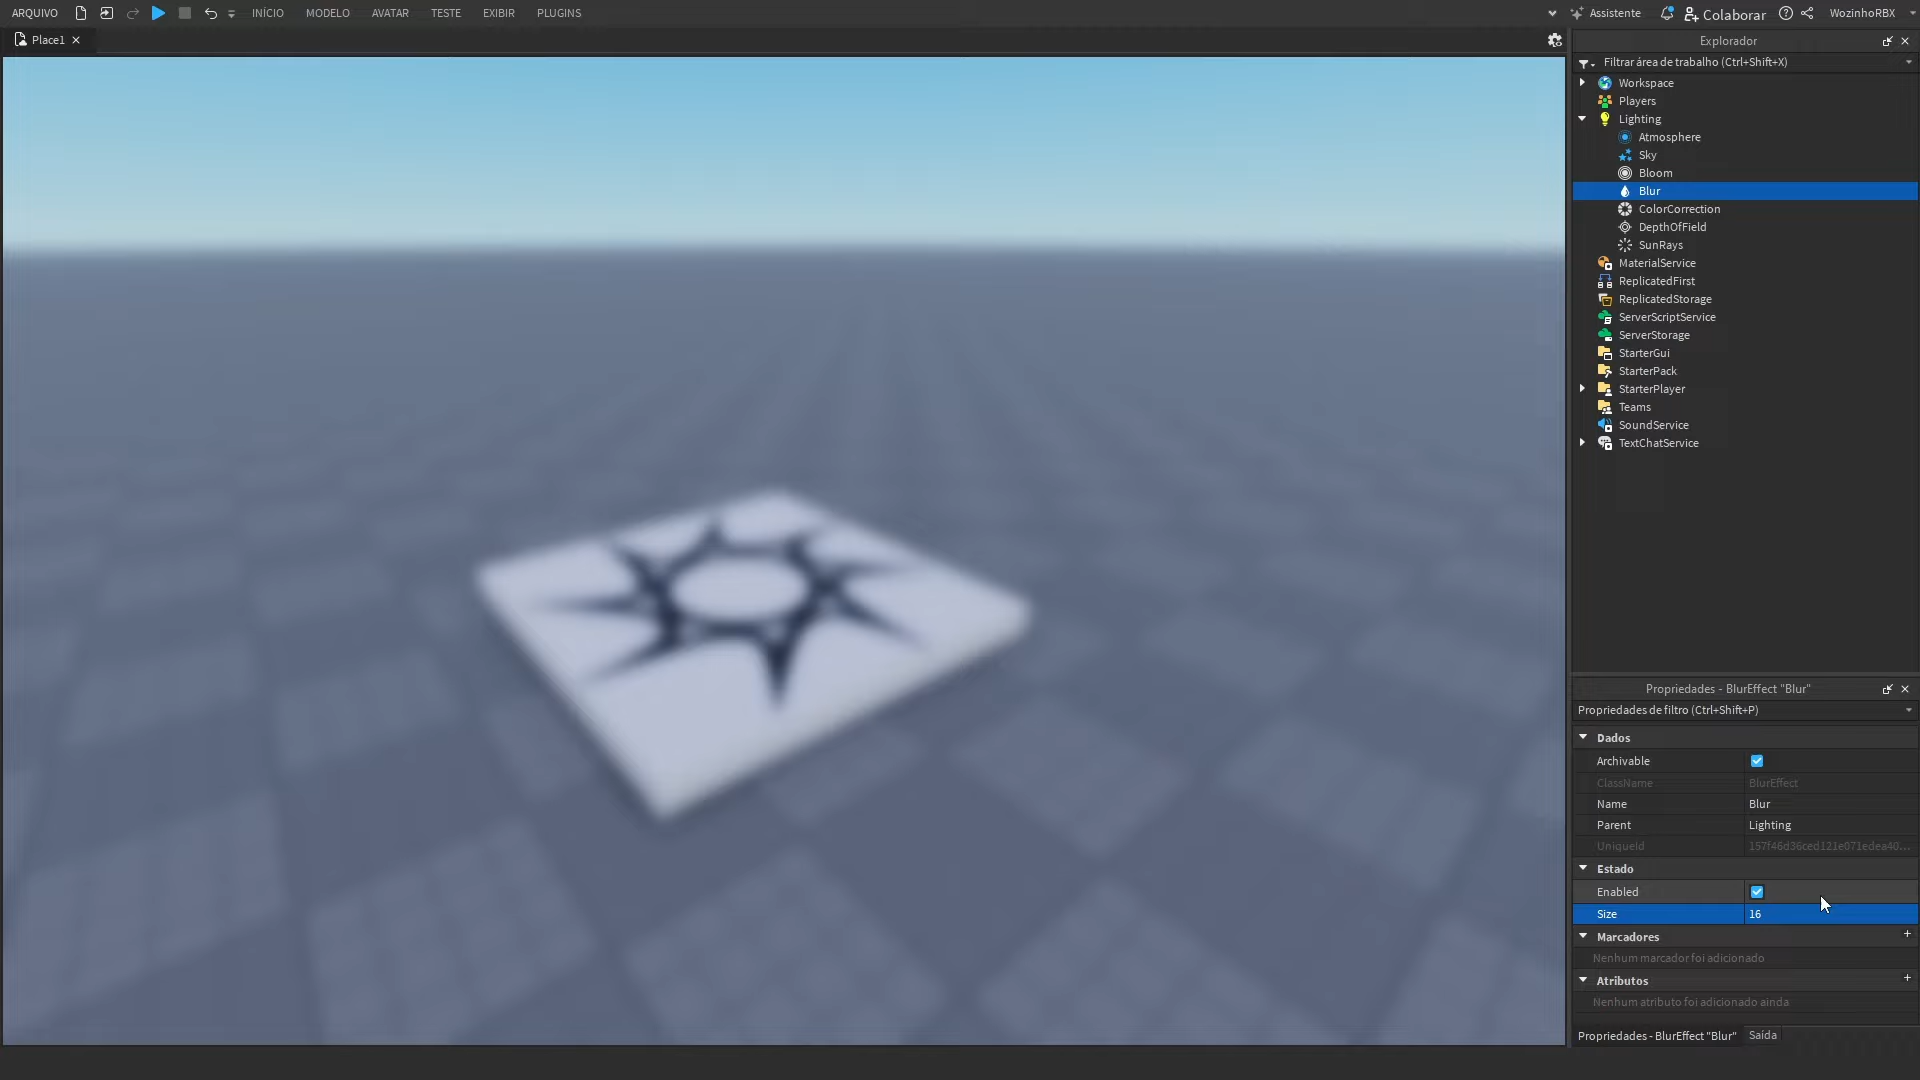 ARQUIVO INÍCIO MODELO AVATAR TESTE EXIBIR PLUGINS Assistente Colaborar WozinhoRBX
Place1
Explorador
Filtrar área de trabalho (Ctrl+Shift+X)
Workspace
Players
Lighting
Atmosphere
Sky
Bloom
Blur
ColorCorrection
DepthOfField
SunRays
MaterialService
ReplicatedFirst
ReplicatedStorage
ServerScriptService
ServerStorage
StarterGui
StarterPack
StarterPlayer
Teams
SoundService
TextChatService
Propriedades - BlurEffect "Blur"
Propriedades de filtro (Ctrl+Shift+P)
Dados
Archivable
ClassName BlurEffect
Name Blur
Parent Lighting
UniqueId 157f46d36ced121e071edea40...
Estado
Enabled
Size 16
Marcadores +
Nenhum marcador foi adicionado
Atributos +
Nenhum atributo foi adicionado ainda
Propriedades - BlurEffect "Blur" Saída